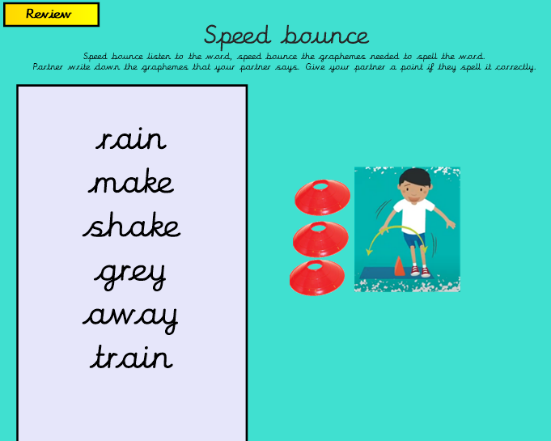 Review
Speed bounce
Speed bounce listen to the word, speed bounce the graphemes needed to spell the word.
Partner write down the graphemes that your partner says. Give your partner a point if they spell it correctly.
rain
make
shake
grey
away
train